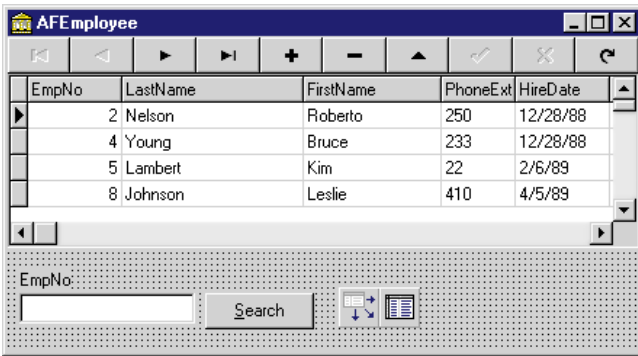 AFEmployee
EmpNo LastName FirstName PhoneExt HireDate
2 Nelson Roberto 250 12/28/88
4 Young Bruce 233 12/28/88
5 Lambert Kim 22 2/6/89
8 Johnson Leslie 410 4/5/89
EmpNo
Search